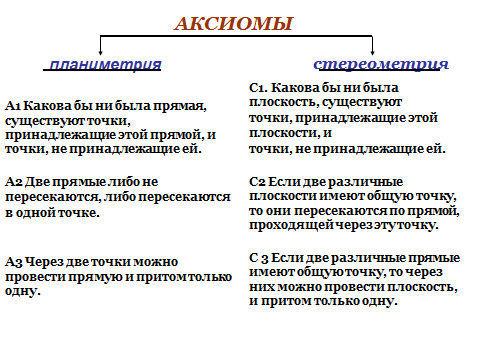 АКСИОМЫ
планиметрия
стереометрия
А1 Какова бы ни была прямая,
существуют точки,
принадлежащие этой прямой, и
точки, не принадлежащие ей.
С1. Какова бы ни была
плоскость, существуют
точки, принадлежащие этой
плоскости, и
точки, не принадлежащие ей.
А2 Две прямые либо не
пересекаются, либо пересекаются
в одной точке.
С2 Если две различные
плоскости имеют общую точку,
то они пересекаются по прямой,
проходящей через эту точку.
А3 Через две точки можно
провести прямую и притом только
одну.
С 3 Если две различные прямые
имеют общую точку, то через
них можно провести плоскость,
и притом только одну.